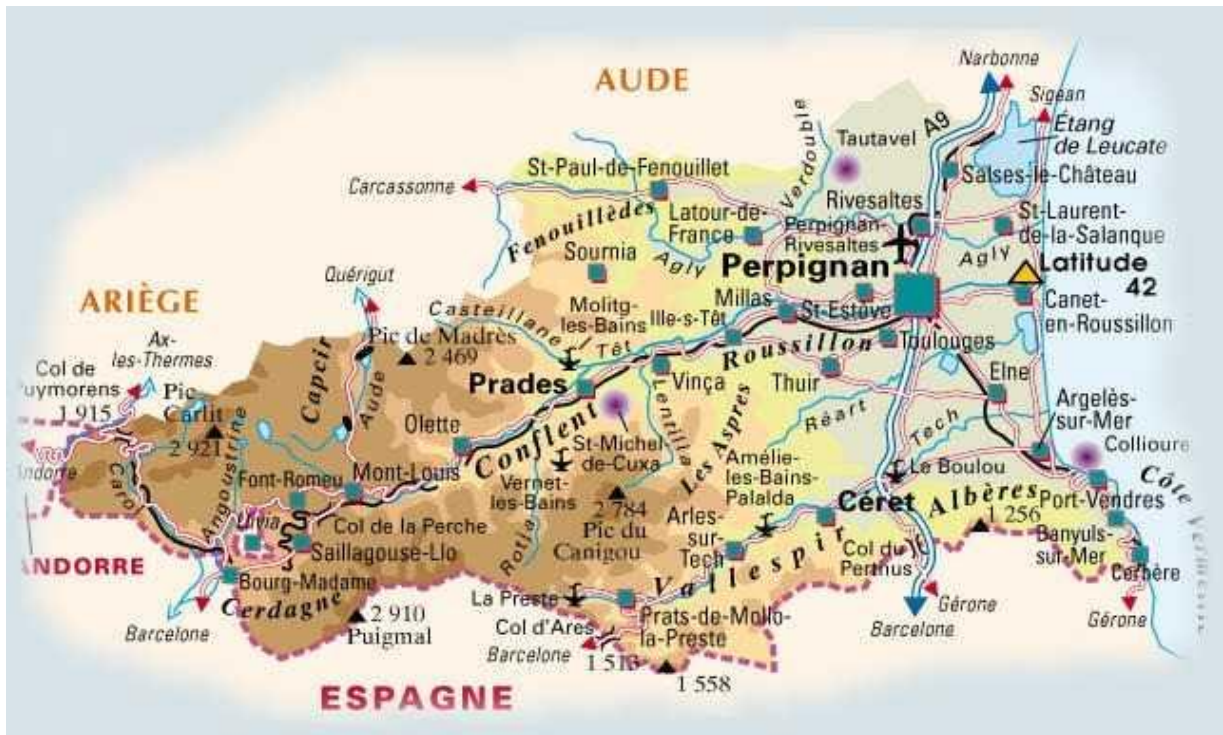 AUDE
Narbonne
Sigean
Étang
de Leucate
A9
Tautavel
Verdouble
Salses-le-Château
St-Paul-de-Fenouillet
Carcassonne
Fenouillèdes
Latour-de-
France
Rivesaltes
Perpignan-
Rivesaltes
St-Laurent-
de-la-Salanque
Agly
Agly
Sournia
Perpignan
Latitude
42
Canet-
en-Roussillon
Quérigut
ARIÈGE
Molitg-
les-Bains
Millas
St-Estève
Ille-s-Têt
Casteillane
Têt
Roussillon
Toulouges
Ax-
les-Thermes
Pic de Madrès
2 469
Col de
uymorens
1 915
Pic
Carlit
2 921
Capcir
Aude
Prades
Vinça
Thuir
Elne
Argelès-
sur-Mer
Collioure
Olette
Conflent
St-Michel-
de-Cuxa
Lentilla
Les Aspres
Réart
Tech
Andorre
Carol
Angoustrine
Font-Romeu
Mont-Louis
Vernet-
les-Bains
Amélie-
les-Bains-
Palalda
Le Boulou
Céret
Albères
1 256
Port-Vendres
Côte
Vermeille
Llivia
Col de la Perche
Saillagouse-Llo
2 784
Pic du
Canigou
Rotja
Arles-
sur-
Tech
Vallespir
Col du
Perthus
Banyuls-
sur-Mer
Cerbère
NDORRE
Bourg-Madame
Cerdagne
La Preste
Prats-de-Mollo-
la-Preste
Gérone
Barcelone
Gérone
Barcelone
2 910
Puigmal
Col d'Ares
Barcelone
1 513
1 558
ESPAGNE